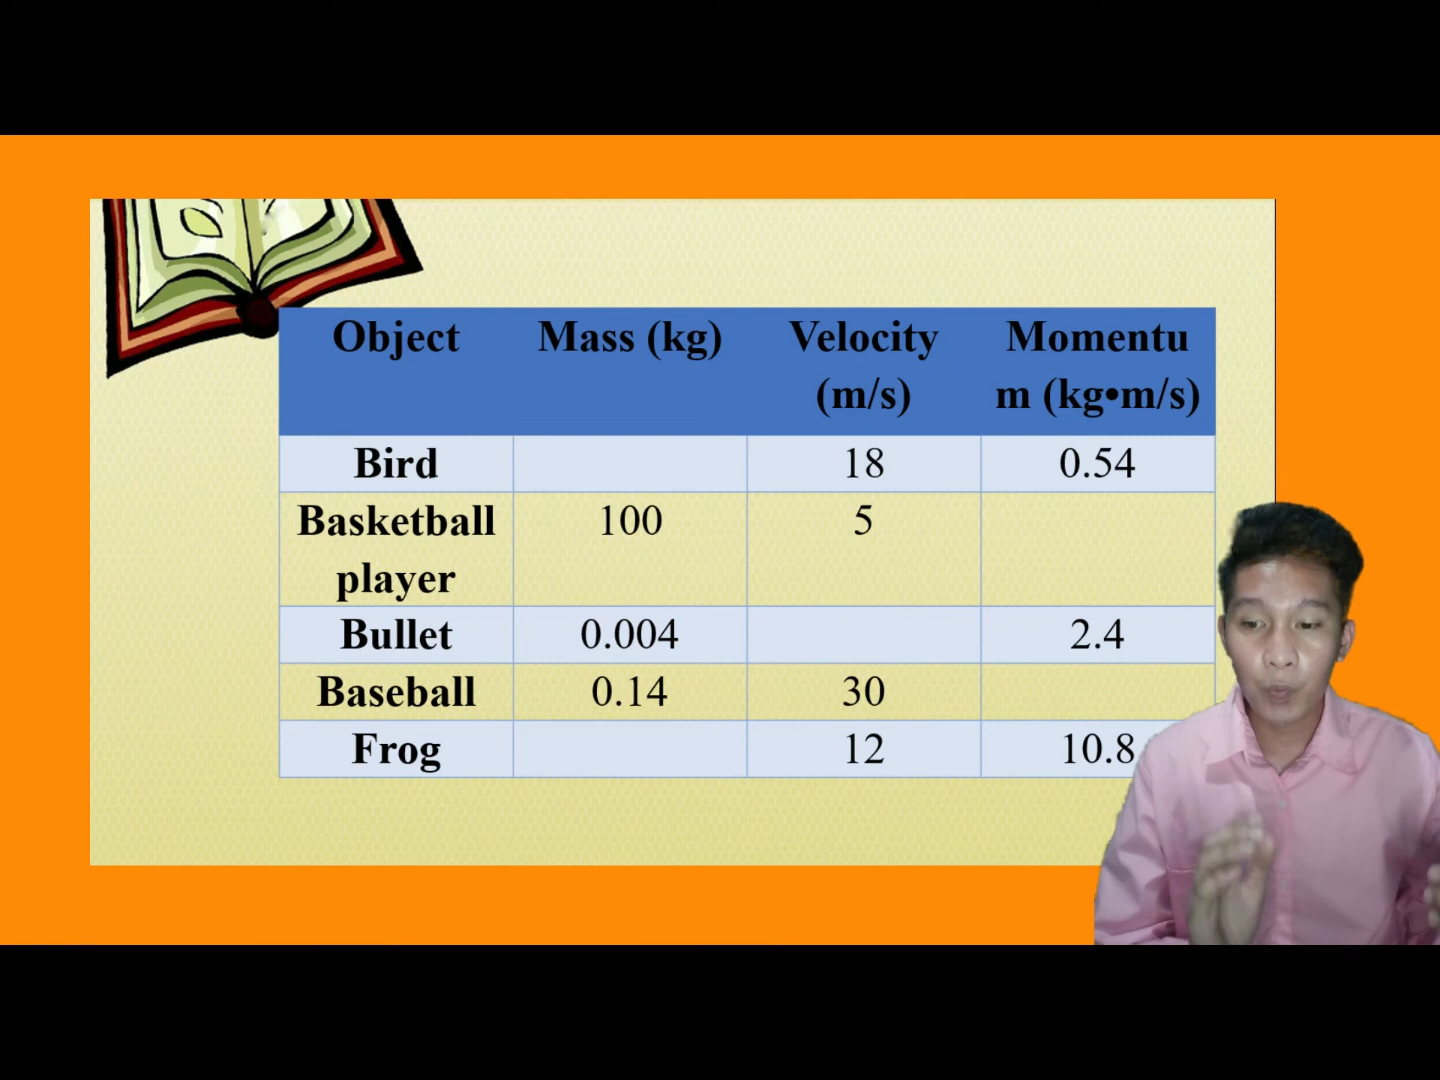 Object Mass (kg) Velocity Momentu
(m/s) m (kg•m/s)
Bird 18 0.54
Basketball 100 5
player
Bullet 0.004 2.4
Baseball 0.14 30
Frog 12 10.8